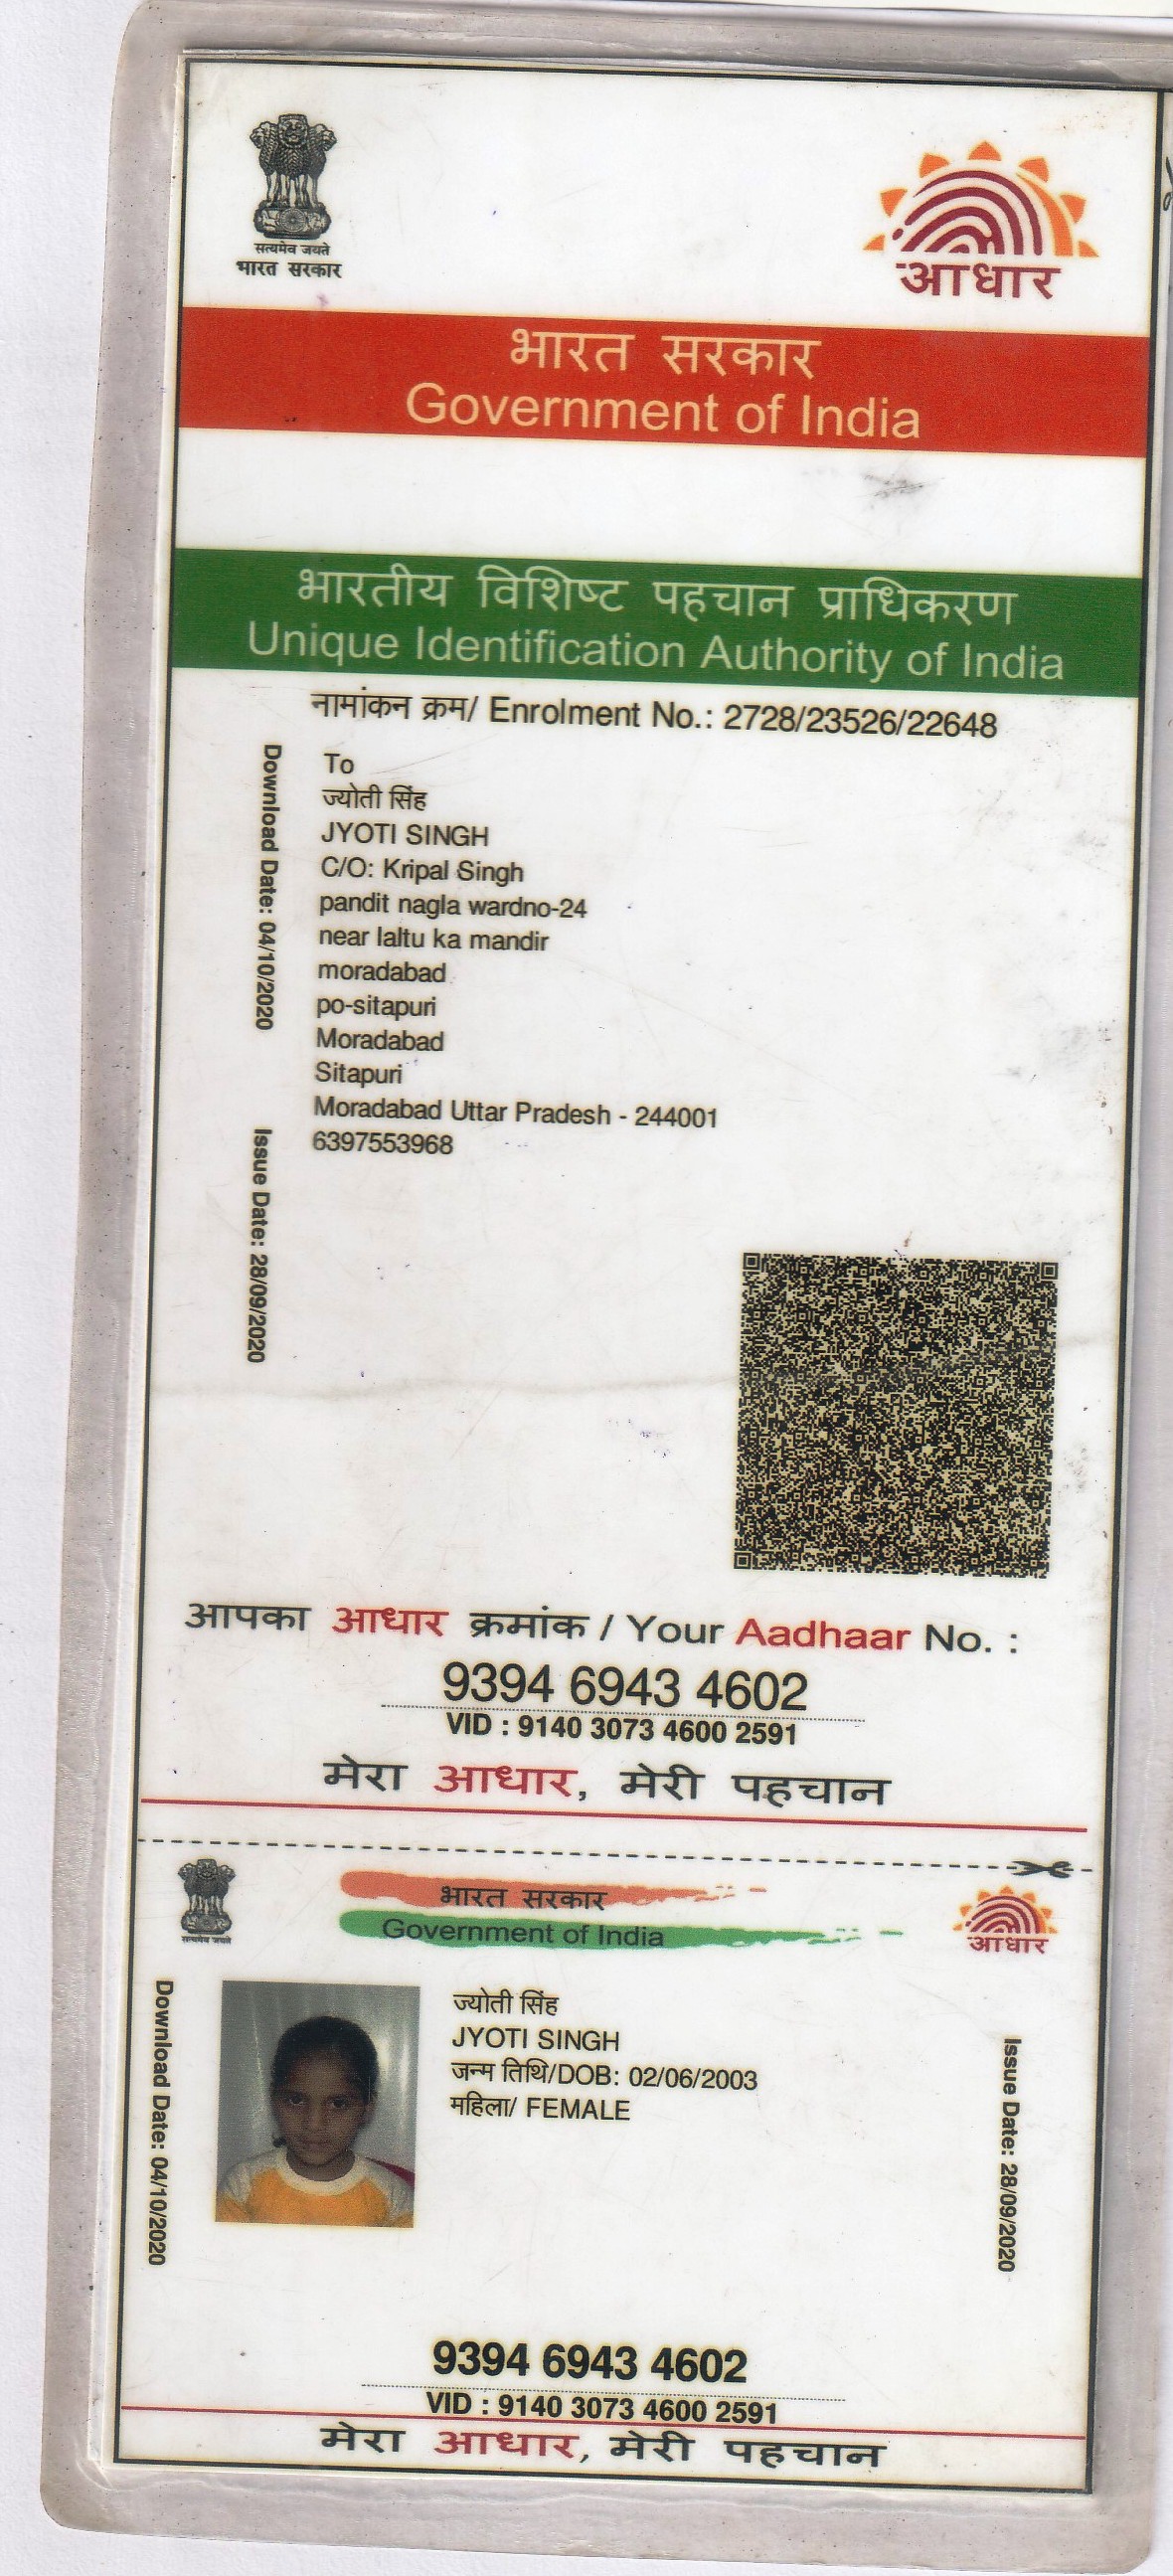 सत्यमेव जयते
भारत सरकार
आधार
भारत सरकार
Government of India
भारतीय विशिष्ट पहचान प्राधिकरण
Unique Identification Authority of India
नामांकन क्रम/ Enrolment No.: 2728/23526/22648
Download Date: 04/10/2020
Issue Date: 28/09/2020
To
ज्योती सिंह
JYOTI SINGH
C/O: Kripal Singh
pandit nagla wardno-24
near laltu ka mandir
moradabad
po-sitapuri
Moradabad
Sitapuri
Moradabad Uttar Pradesh - 244001
6397553968
आपका आधार क्रमांक / Your Aadhaar No. :
9394 6943 4602
VID : 9140 3073 4600 2591
मेरा आधार, मेरी पहचान
सत्यमेव जयते
भारत सरकार
Government of India
आधार
Download Date: 04/10/2020
ज्योती सिंह
JYOTI SINGH
जन्म तिथि/DOB: 02/06/2003
महिला/ FEMALE
Issue Date: 28/09/2020
9394 6943 4602
VID : 9140 3073 4600 2591
मेरा आधार, मेरी पहचान